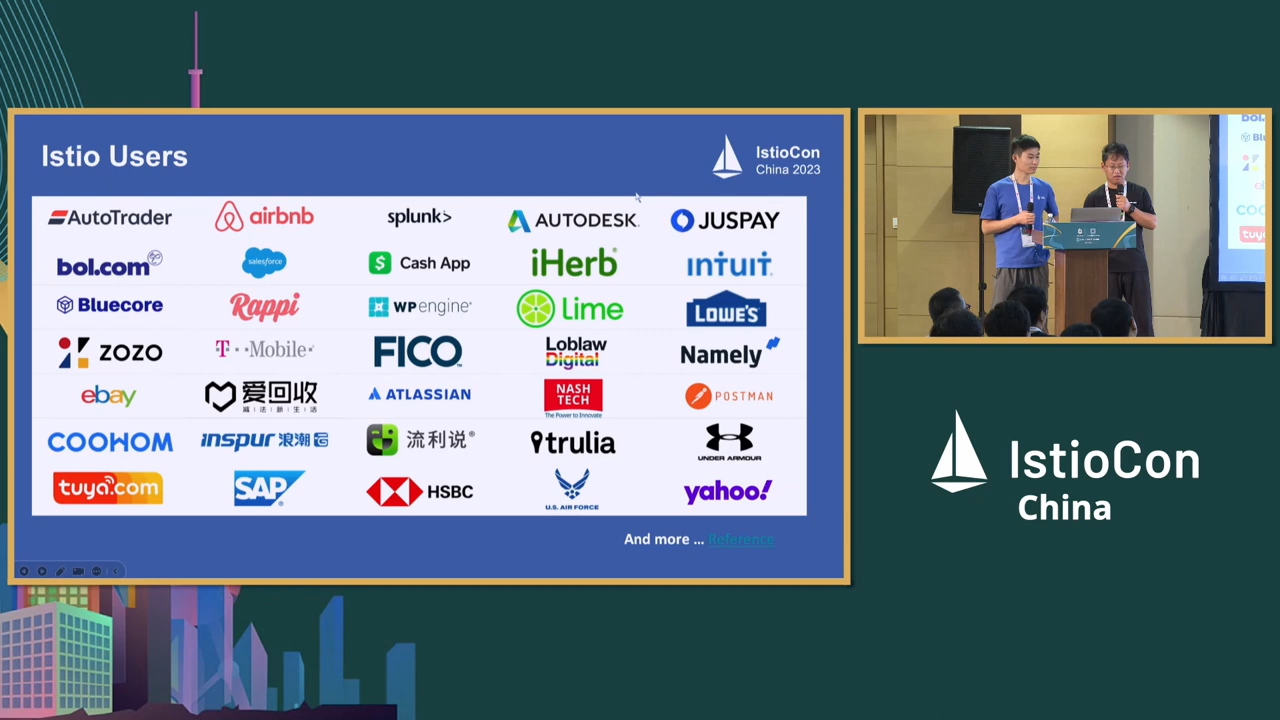 Istio Users
IstioCon
China 2023
AutoTrader airbnb splunk> AUTODESK JUSPAY
bol.com salesforce Cash App iHerb intuit
Bluecore Rappi WP engine Lime LOWE'S
ZOZO T··Mobile· FICO Loblaw Digital Namely
ebay 爱回收 ATLASSIAN NASH TECH The Power to Innovate POSTMAN
COOHOM inspur 浪潮 流利说 trulia UNDER ARMOUR
tuya.com SAP HSBC U.S. AIR FORCE yahoo!
And more ... Reference
IstioCon
China